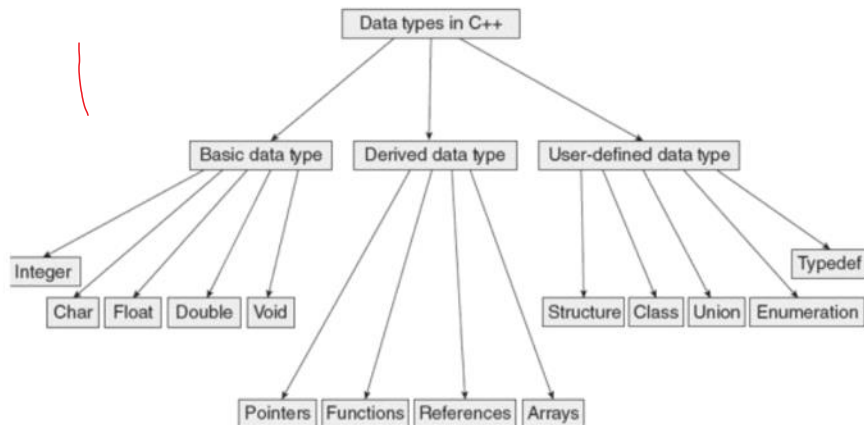 Data types in C++
Basic data type
Derived data type
User-defined data type
Integer
Typedef
Char
Float
Double
Void
Structure
Class
Union
Enumeration
Pointers
Functions
References
Arrays